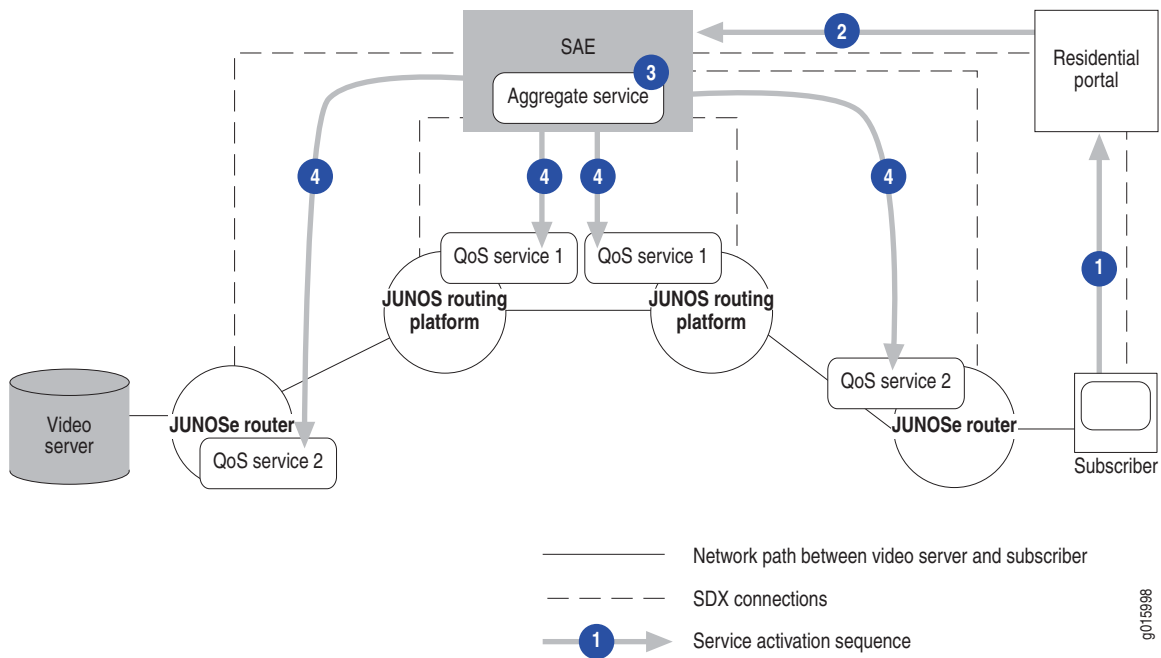 2
SAE
Residential
portal
3
Aggregate service
4
4
4
4
QoS service 1
QoS service 1
1
JUNOS routing
platform
JUNOS routing
platform
QoS service 2
Video
server
JUNOSe router
JUNOSe router
QoS service 2
Subscriber
Network path between video server and subscriber
SDX connections
1
Service activation sequence
g015998